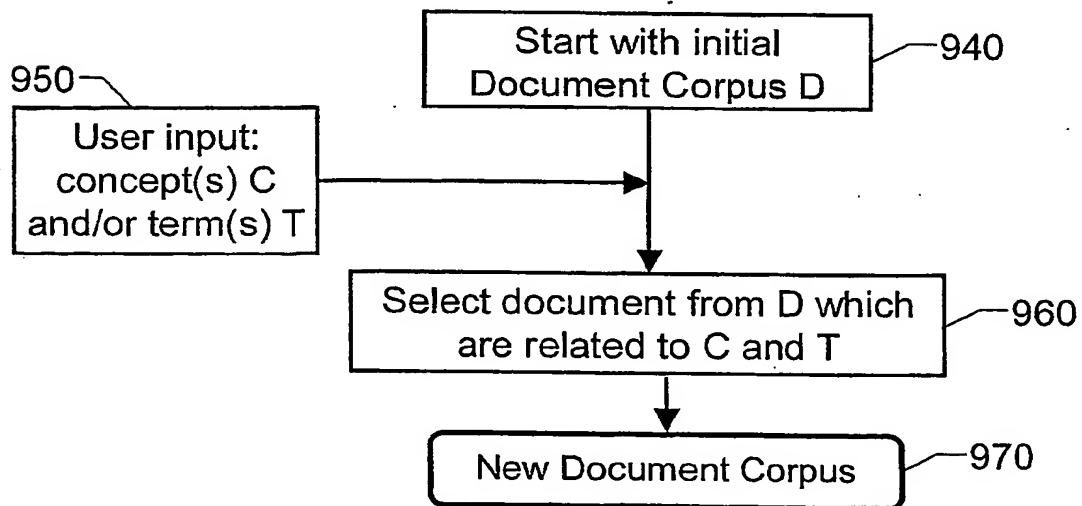 Start with initial
Document Corpus D
940
950
User input:
concept(s) C
and/or term(s) T
Select document from D which
are related to C and T
960
New Document Corpus
970